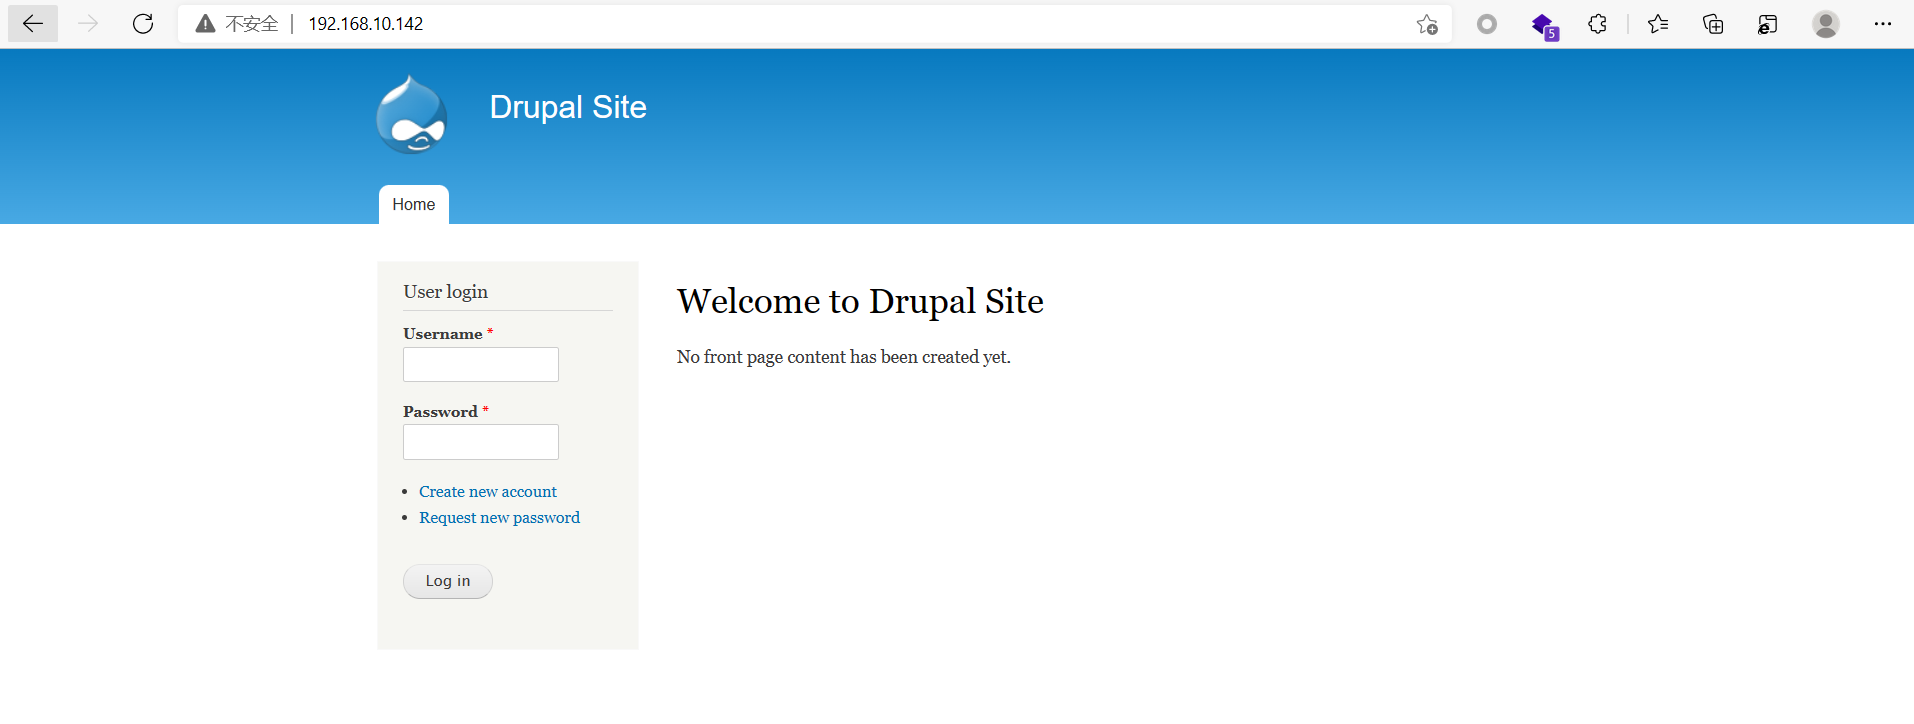 不安全 192.168.10.142
5
Drupal Site
Home
User login
Username *
Password *
Create new account
Request new password
Log in
Welcome to Drupal Site
No front page content has been created yet.